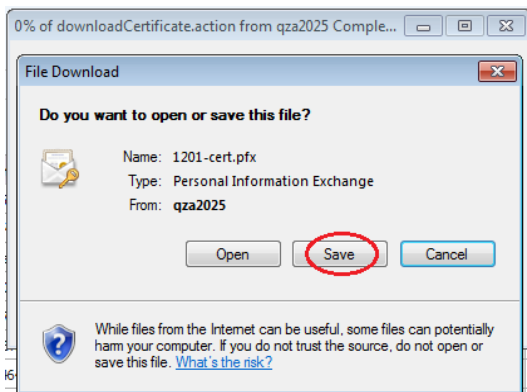 0% of downloadCertificate.action from qza2025 Comple...
File Download
Do you want to open or save this file?
Name: 1201-cert.pfx
Type: Personal Information Exchange
From: qza2025
Open Save Cancel
While files from the Internet can be useful, some files can potentially
harm your computer. If you do not trust the source, do not open or
save this file. What's the risk?